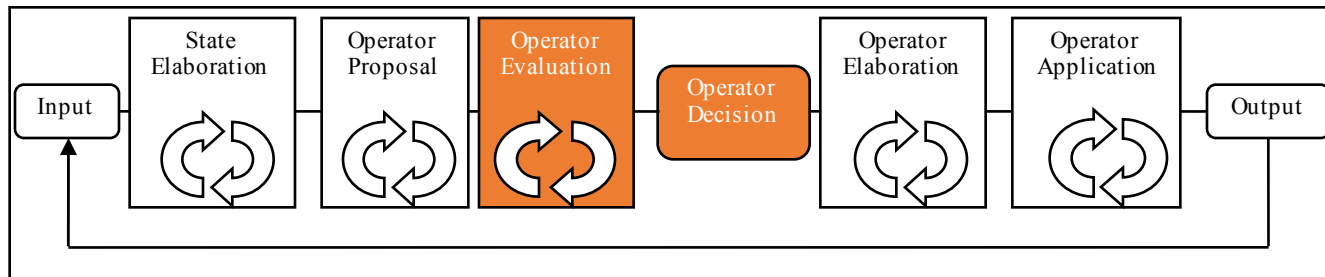 Input
State
Elaboration
Operator
Proposal
Operator
Evaluation
Operator
Decision
Operator
Elaboration
Operator
Application
Output